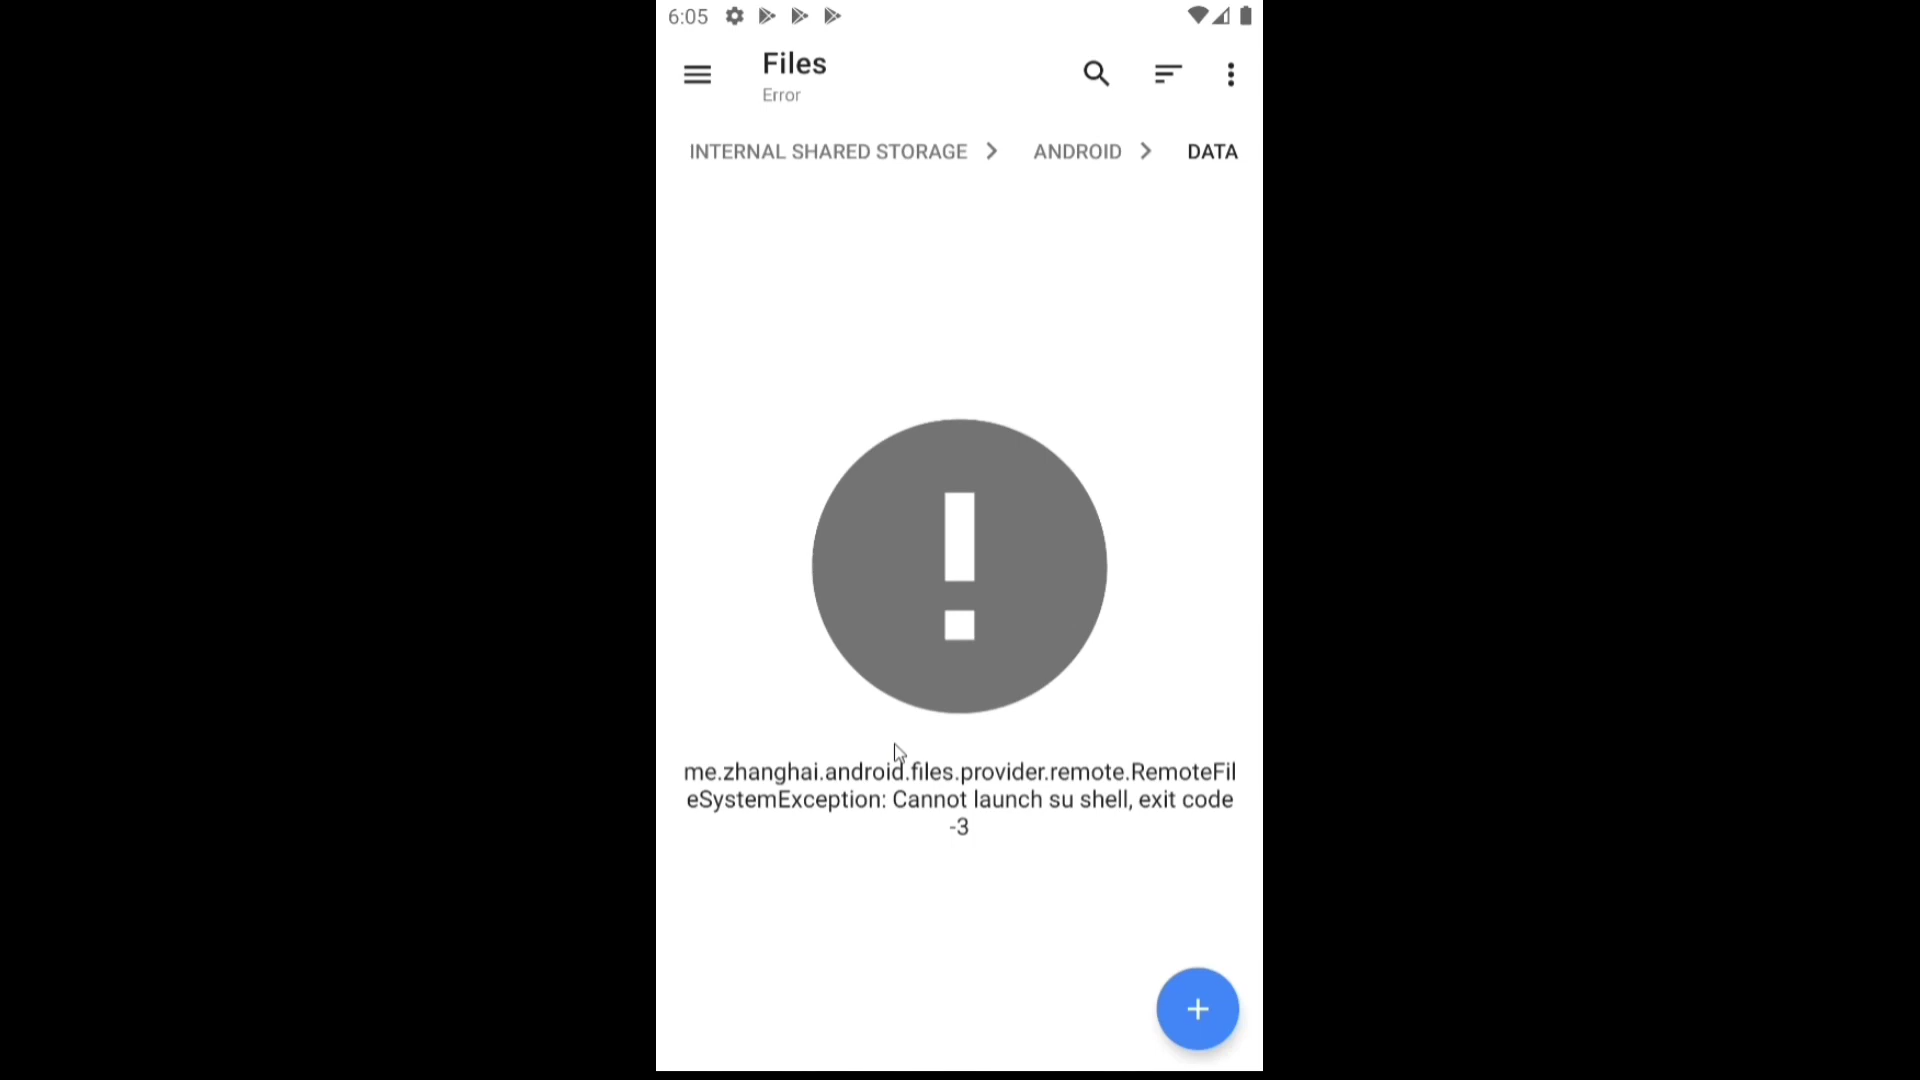 6:05
Files
Error
INTERNAL SHARED STORAGE
ANDROID
DATA
me.zhanghai.android.files.provider.remote.RemoteFil
eSystemException: Cannot launch su shell, exit code
-3